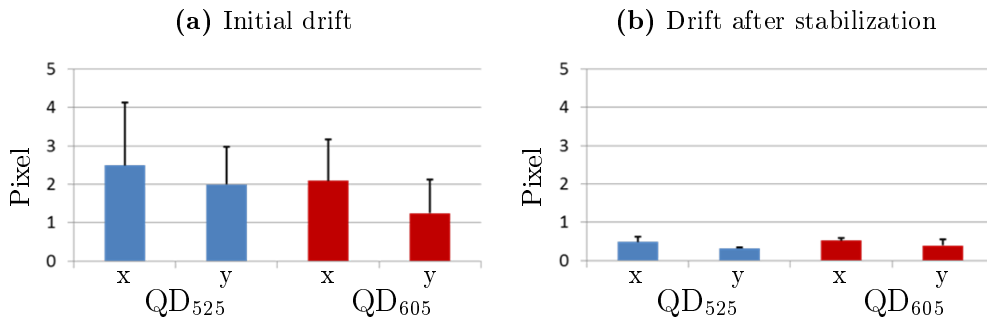 (a) Initial drift
5
4
3
2
1
0
Pixel
x y x y
QD₅₂₅ QD₆₀₅
(b) Drift after stabilization
5
4
3
2
1
0
Pixel
x y x y
QD₅₂₅ QD₆₀₅